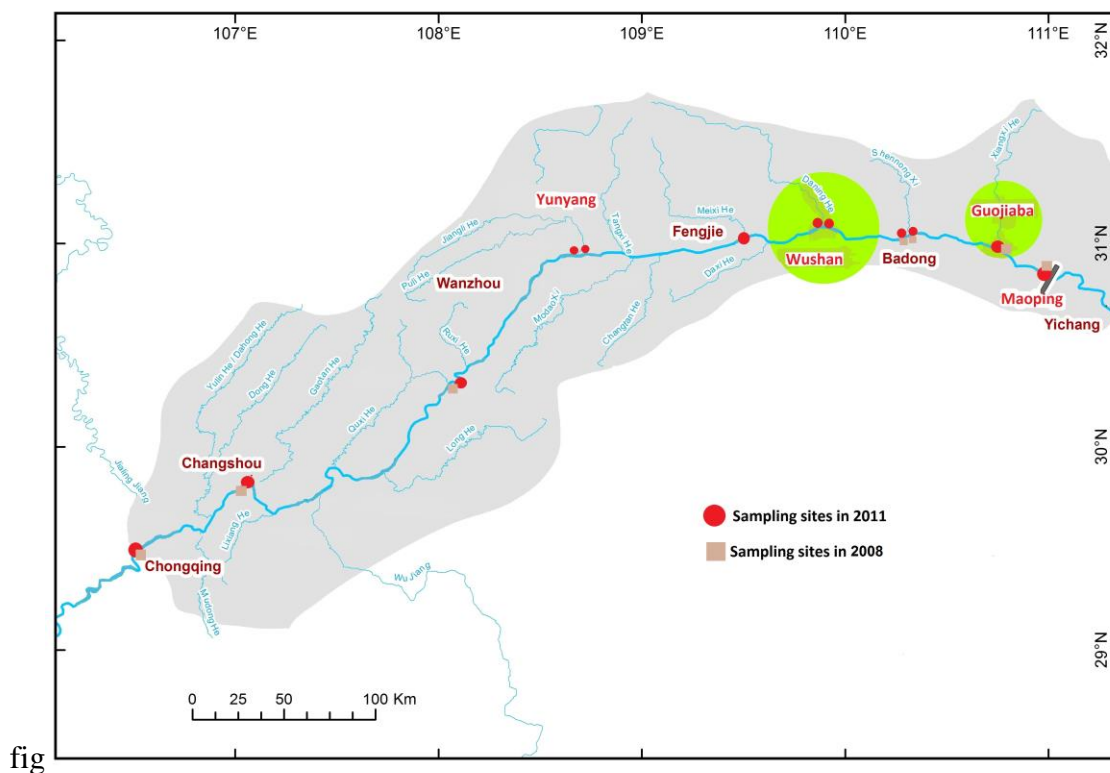 107°E
108°E
109°E
110°E
111°E
32°N
Xiangxi He
Shennong Xi
Daning He
Yunyang
Guojiaba
Meixi He
Jiangli He
Tangxi He
Fengjie
31°N
Wushan
Badong
Puli He
Wanzhou
Daxi He
Modao Xi
Maoping
Changtan He
Yichang
Ruxi He
Yulin He / Dahong He
Dong He
Gaotan He
Quxi He
Long He
30°N
Changshou
Jialing Jiang
Sampling sites in 2011
Lixiang He
Sampling sites in 2008
Chongqing
Wu Jiang
Mudong He
29°N
0 25 50 100 Km
fig